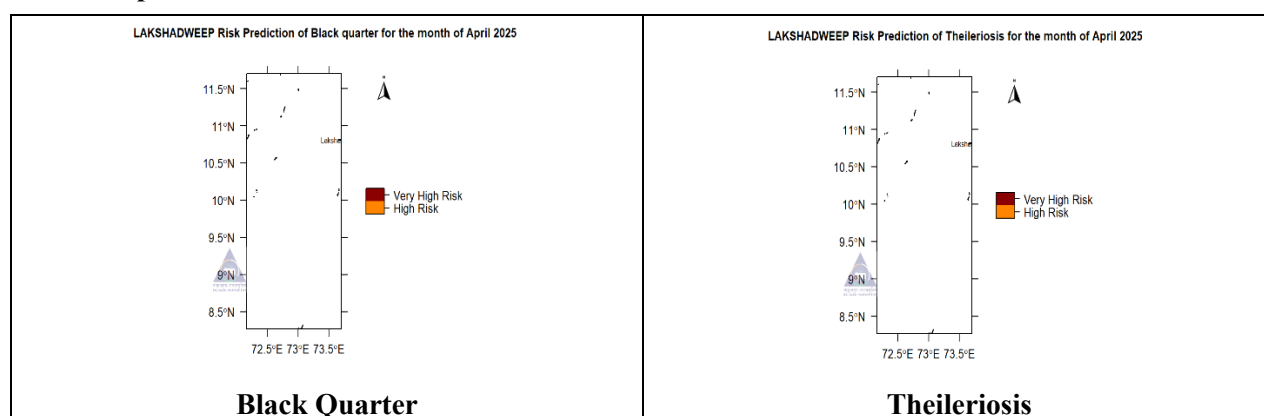 LAKSHADWEEP Risk Prediction of Black quarter for the month of April 2025
N
11.5°N
11°N
Laksha
10.5°N
10°N
9.5°N
9°N
8.5°N
72.5°E 73°E 73.5°E
Very High Risk
High Risk
Black Quarter
LAKSHADWEEP Risk Prediction of Theileriosis for the month of April 2025
N
11.5°N
11°N
Laksha
10.5°N
10°N
9.5°N
9°N
8.5°N
72.5°E 73°E 73.5°E
Very High Risk
High Risk
Theileriosis